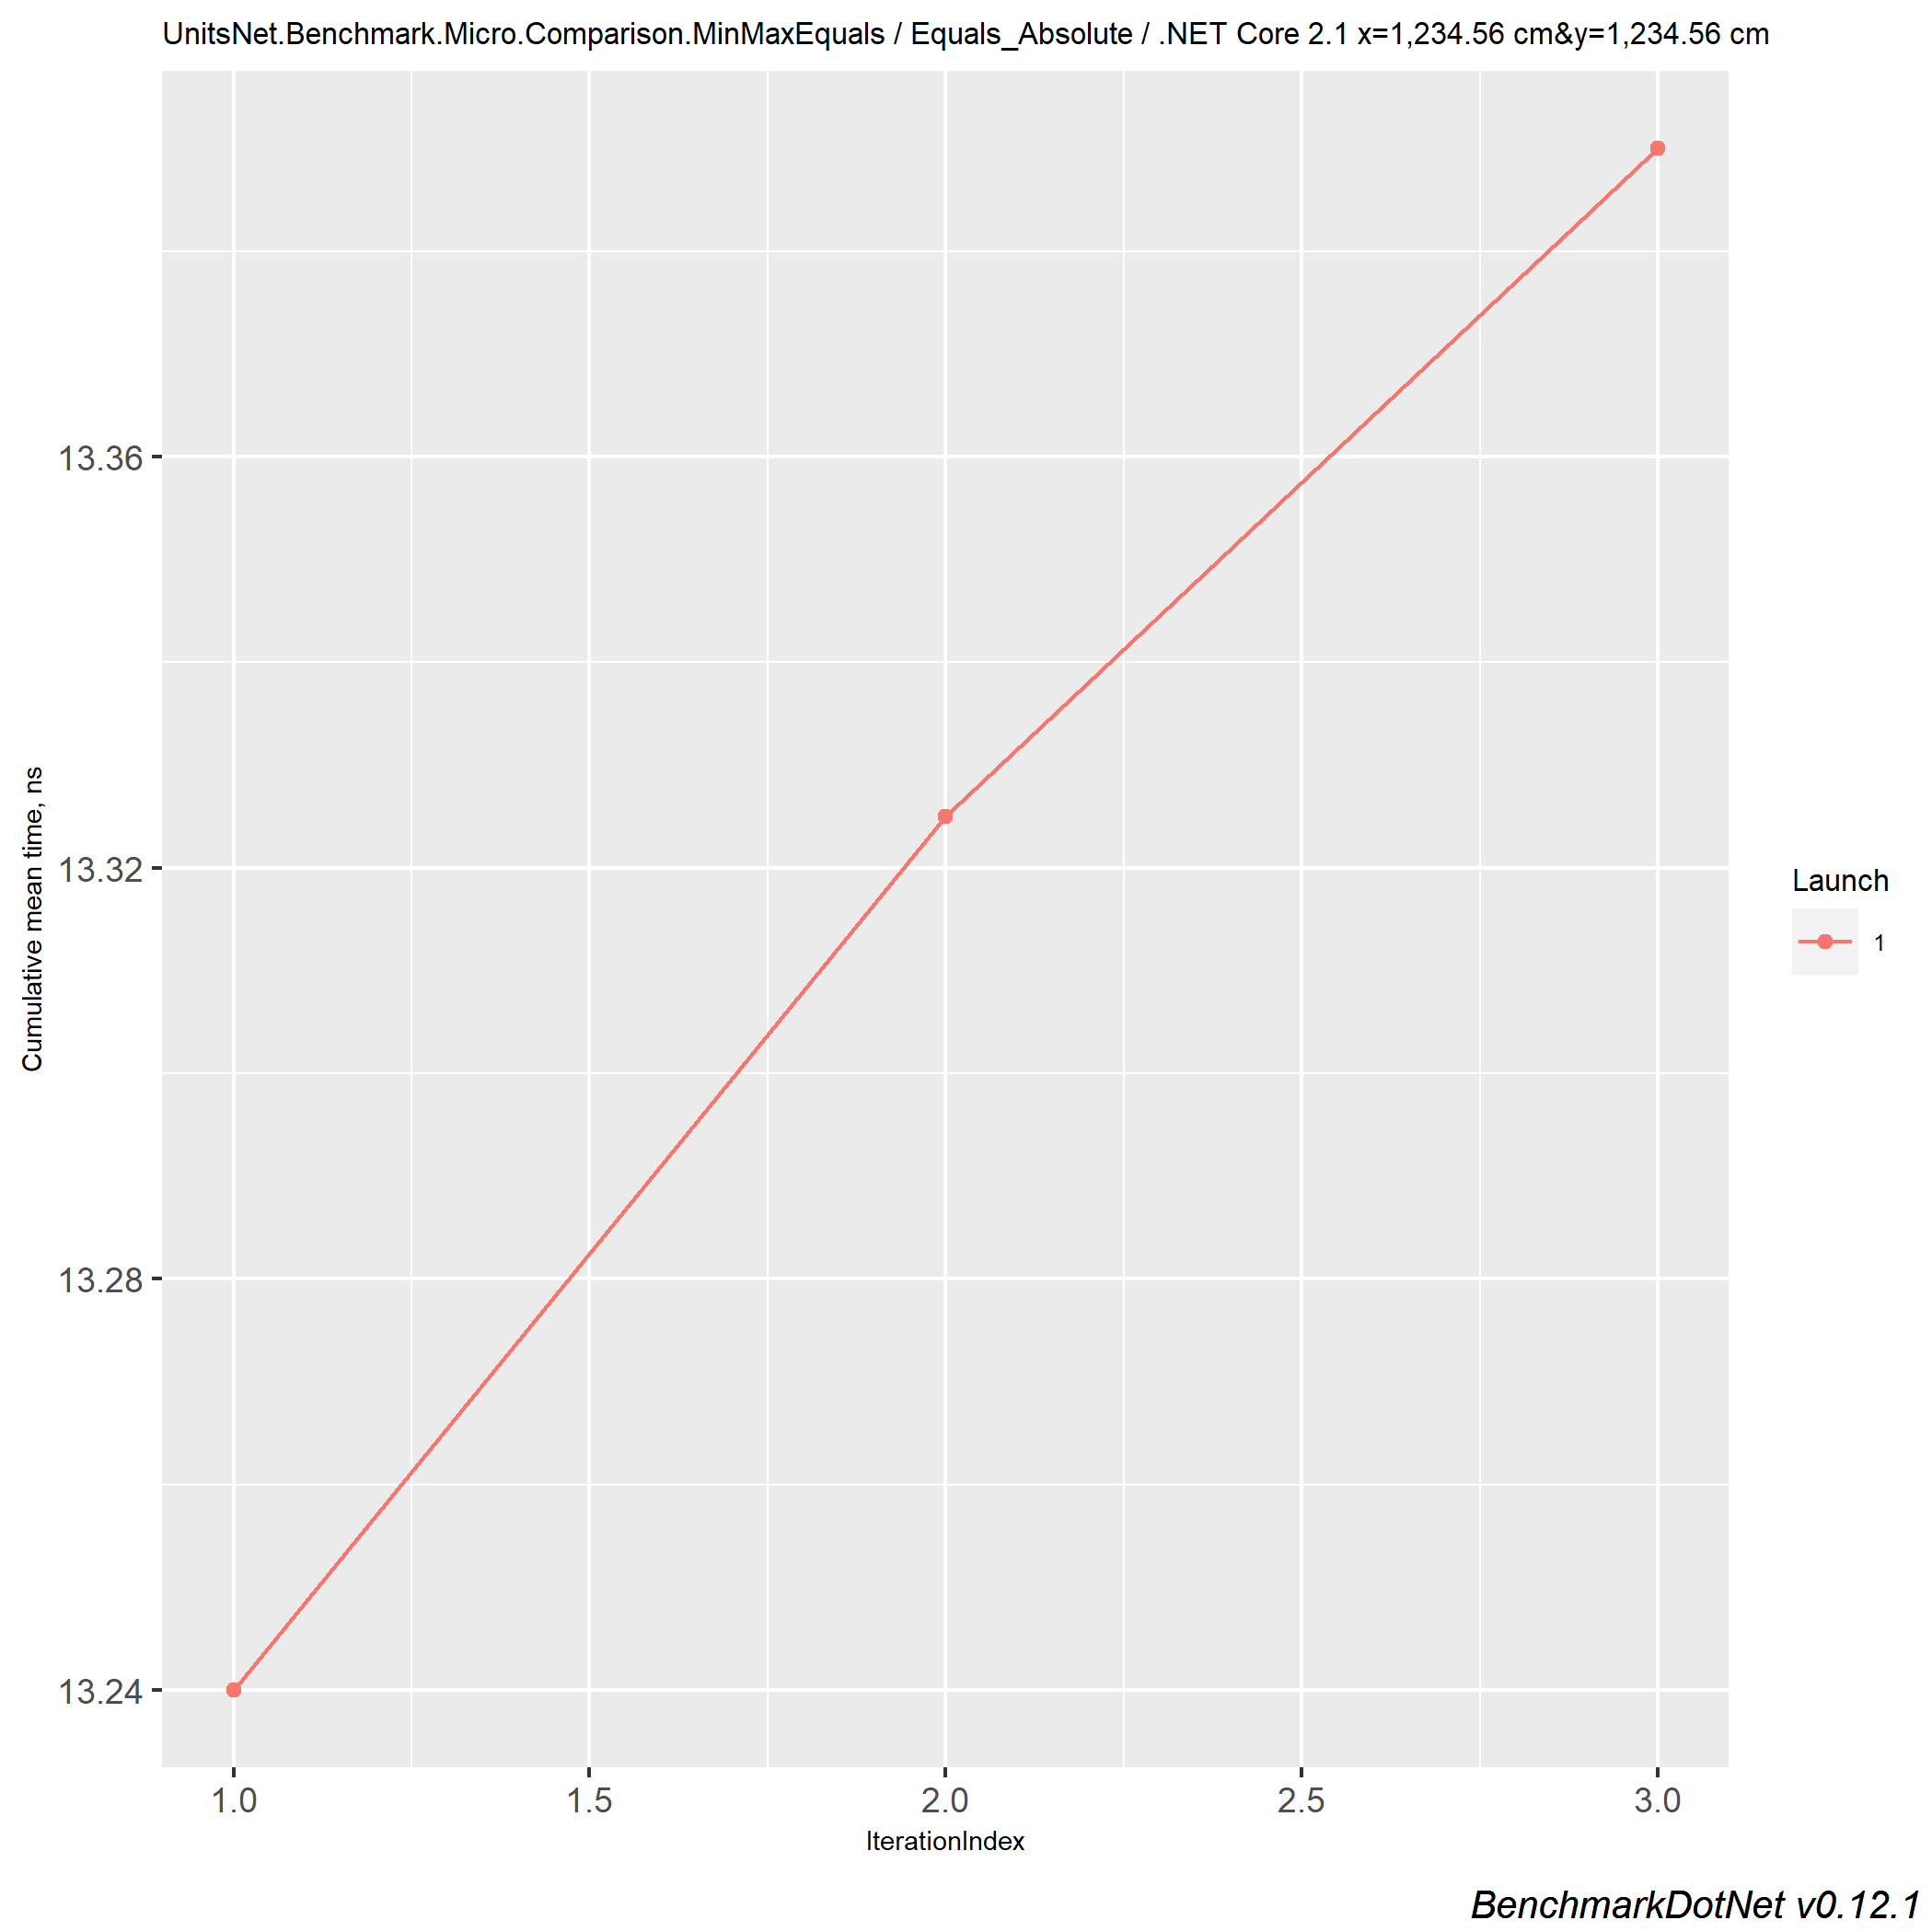 UnitsNet.Benchmark.Micro.Comparison.MinMaxEquals / Equals_Absolute / .NET Core 2.1 x=1,234.56 cm&y=1,234.56 cm
Cumulative mean time, ns
13.36
13.32
13.28
13.24
1.0 1.5 2.0 2.5 3.0
IterationIndex
Launch
1
BenchmarkDotNet v0.12.1